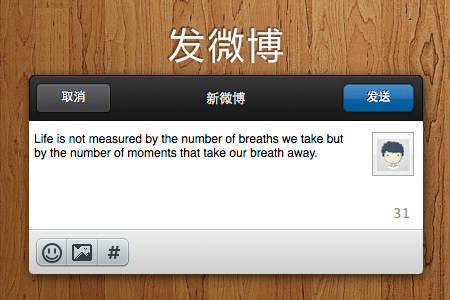 发微博
取消
新微博
发送
Life is not measured by the number of breaths we take but
by the number of moments that take our breath away.
31
#